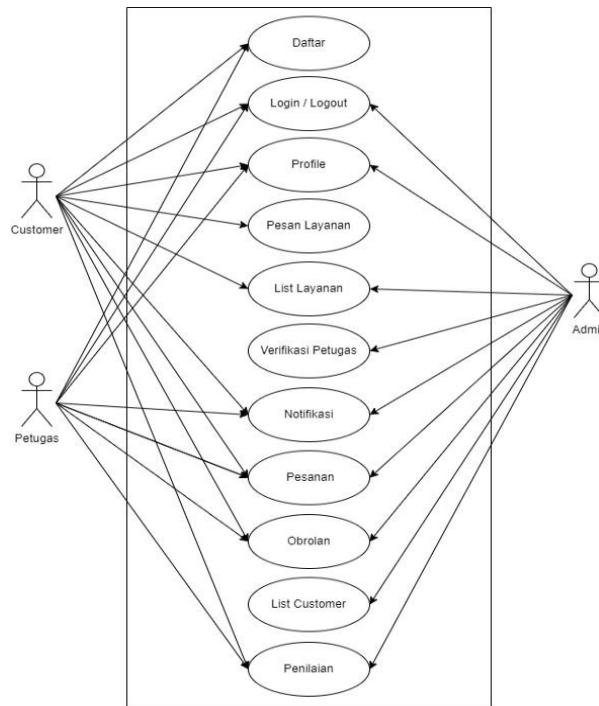 Daftar
Login / Logout
Profile
Customer
Pesan Layanan
List Layanan
Admi
Verifikasi Petugas
Petugas
Notifikasi
Pesanan
Obrolan
List Customer
Penilaian